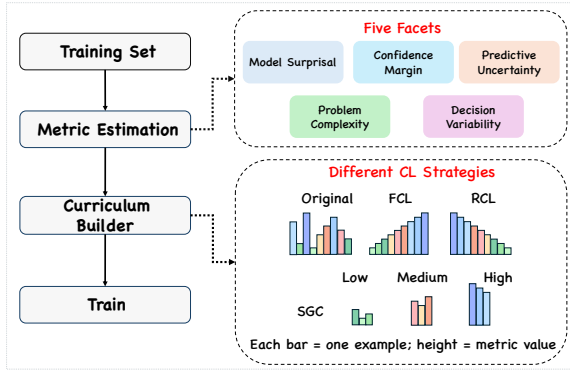 Training Set
Metric Estimation
Curriculum
Builder
Train
Five Facets
Model Surprisal
Confidence
Margin
Predictive
Uncertainty
Problem
Complexity
Decision
Variability
Different CL Strategies
Original FCL RCL
Low Medium High
SGC
Each bar = one example; height = metric value